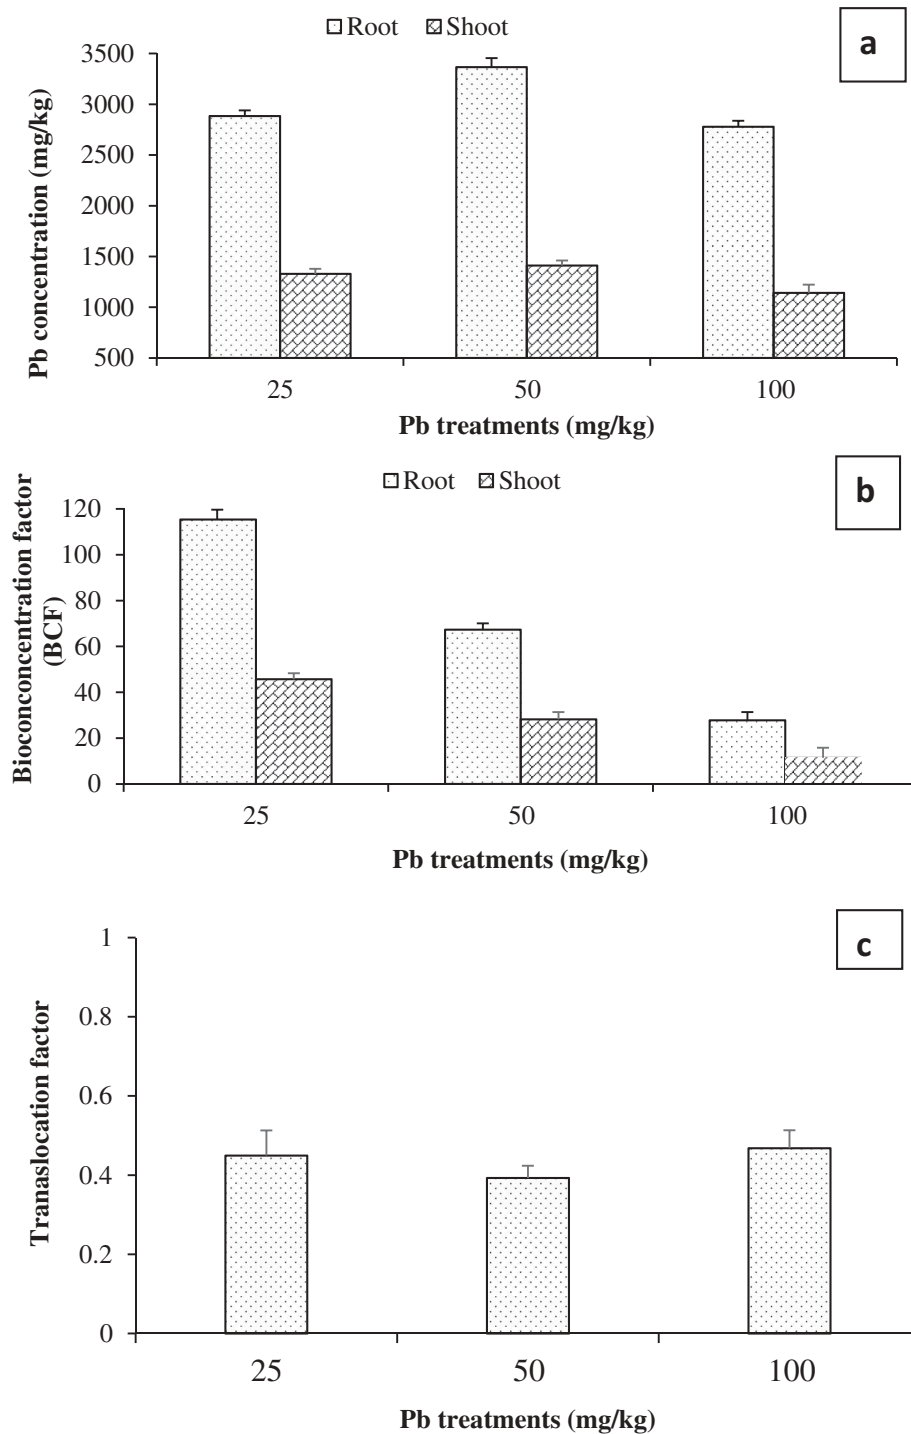 Root Shoot
a
3500
3000
2500
2000
1500
1000
500
Pb concentration (mg/kg)
25 50 100
Pb treatments (mg/kg)
Root Shoot
b
120
100
80
60
40
20
0
Bioconcentration factor
(BCF)
25 50 100
Pb treatments (mg/kg)
c
1
0.8
0.6
0.4
0.2
0
Tranaslocation factor
25 50 100
Pb treatments (mg/kg)